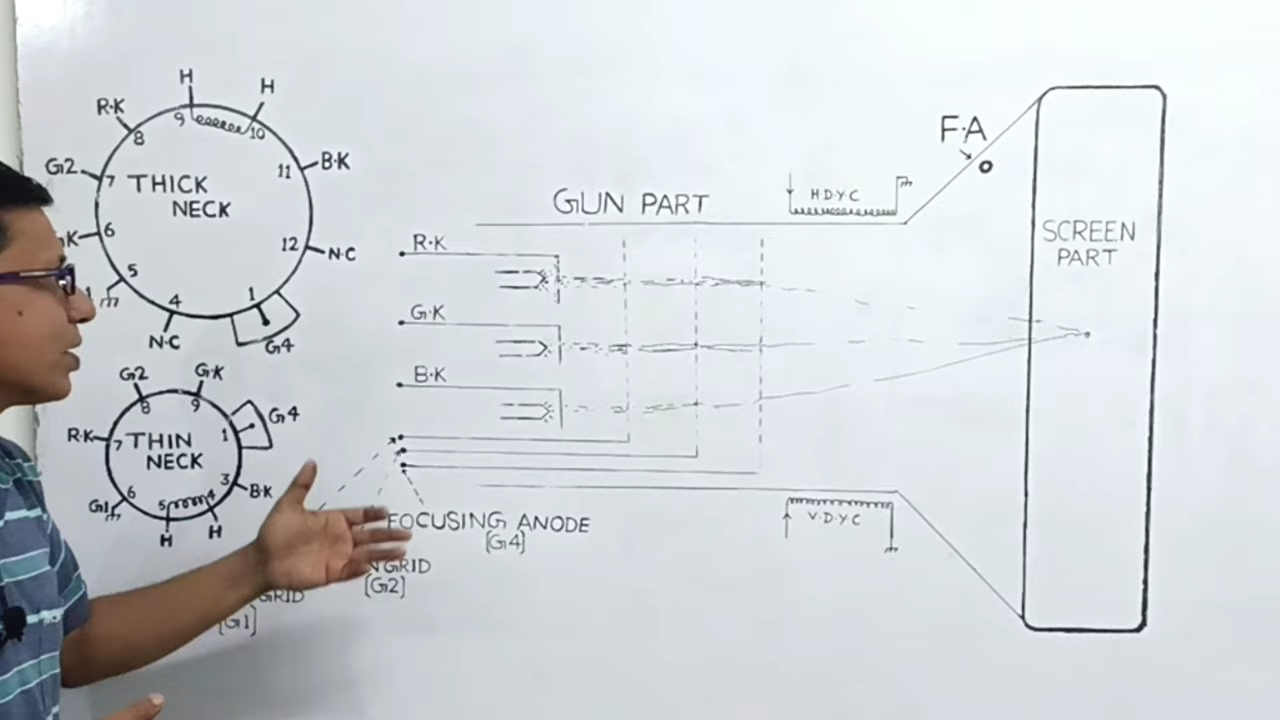 H
H
R·K
9
10
8
B·K
11
G2
7
THICK
NECK
6
12
N·C
5
4
1
N·C
G4
G2
G·K
8
9
G4
R·K
7
THIN
NECK
1
3
B·K
6
5
4
G1
H
H
GUN PART
R·K
G·K
B·K
H·D·Y·C
F·A
SCREEN
PART
V·D·Y·C
FOCUSING ANODE
[G4]
GRID
[G2]
GRID
[G1]